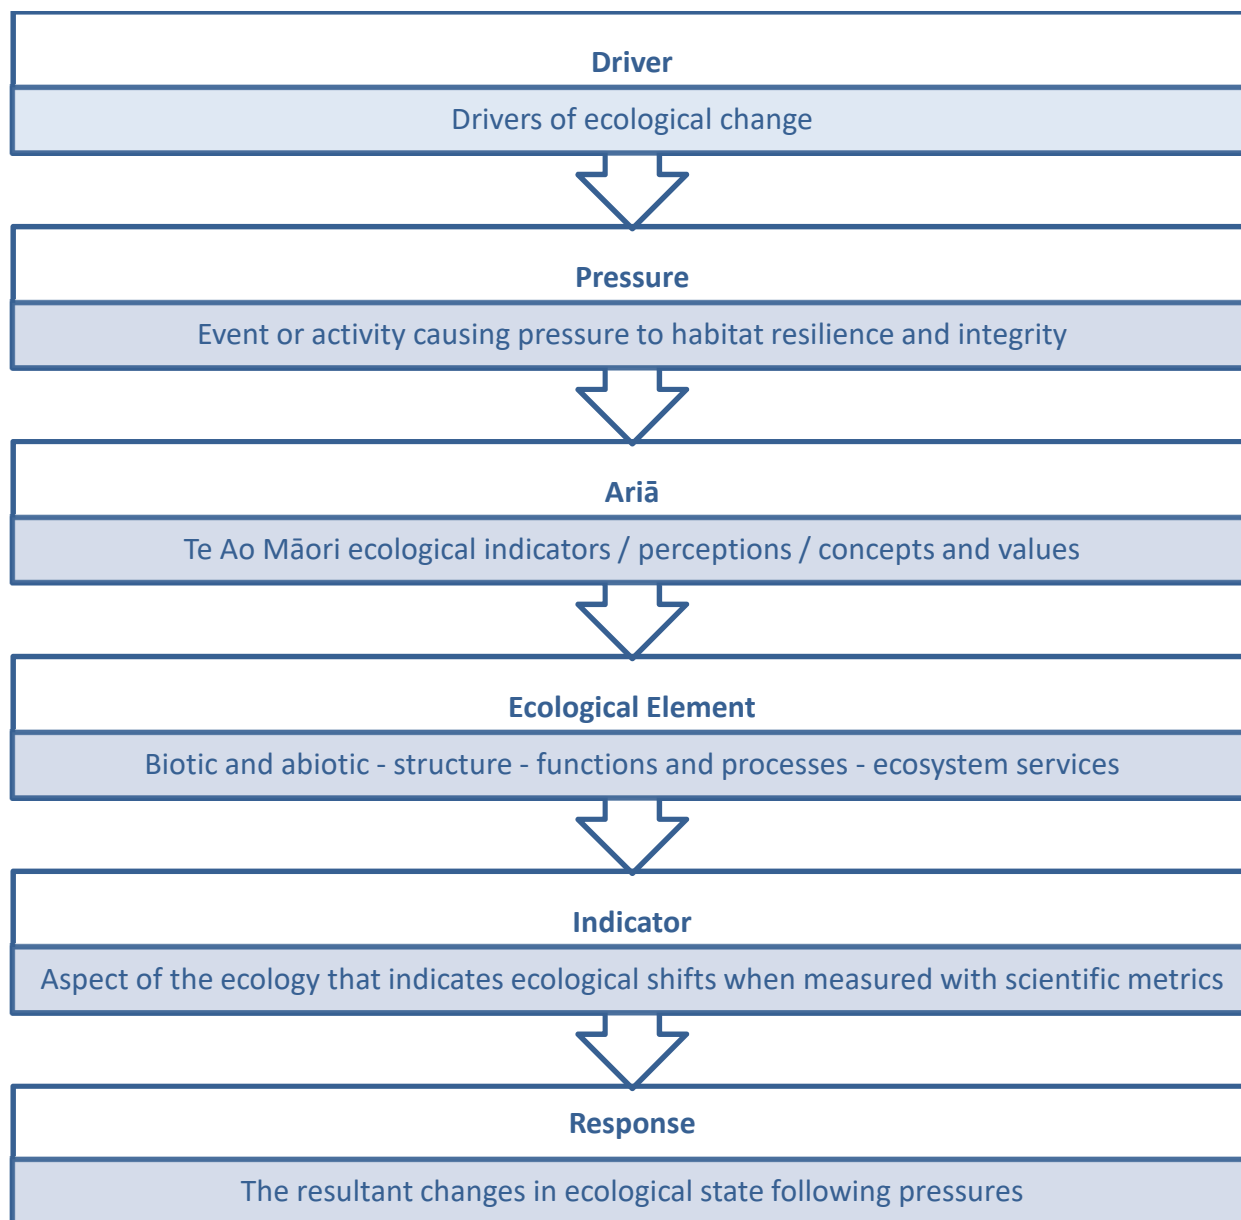 Driver
Drivers of ecological change
Pressure
Event or activity causing pressure to habitat resilience and integrity
Ariā
Te Ao Māori ecological indicators / perceptions / concepts and values
Ecological Element
Biotic and abiotic - structure - functions and processes - ecosystem services
Indicator
Aspect of the ecology that indicates ecological shifts when measured with scientific metrics
Response
The resultant changes in ecological state following pressures